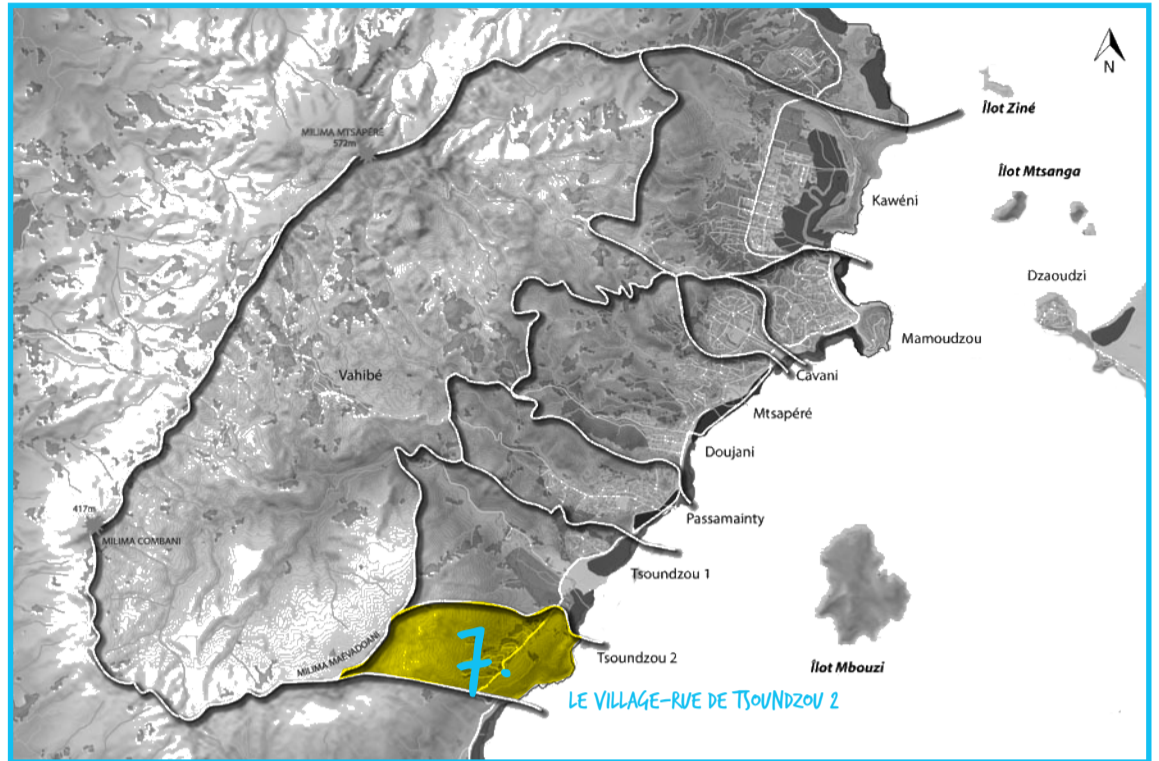 N
Îlot Ziné
MILIMA MTSAPÉRÉ
572m
Îlot Mtsanga
Kawéni
Dzaoudzi
Mamoudzou
Vahibé
Cavani
Mtsapéré
Doujani
417m
Passamainty
MILIMA COMBANI
Tsoundzou 1
MILIMA MAEVADOANI
7.
Tsoundzou 2
Îlot Mbouzi
LE VILLAGE-RUE DE TSOUNDZOU 2